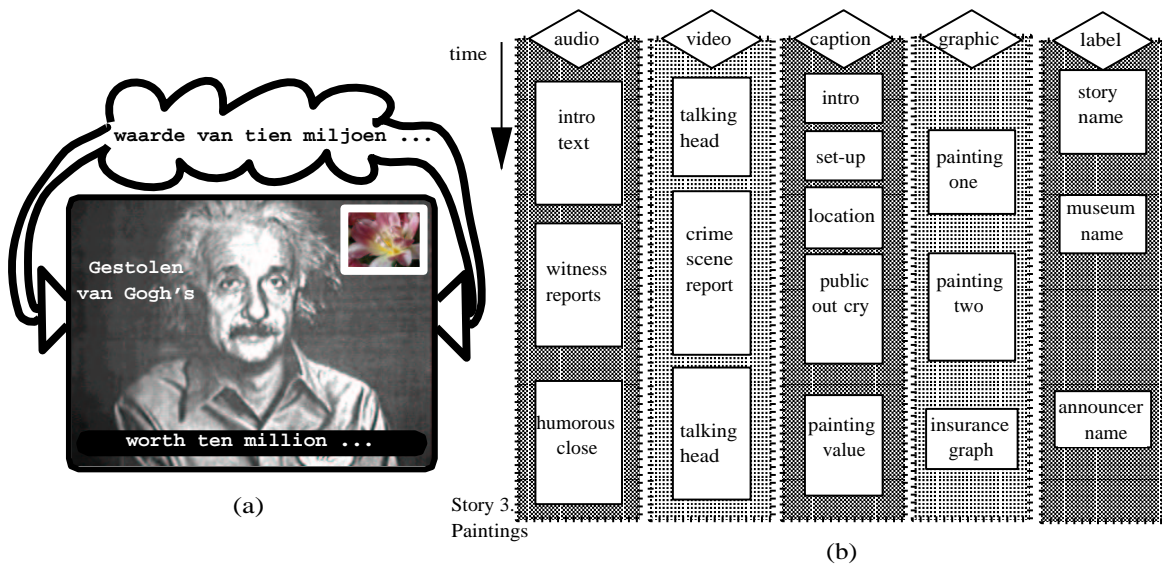 waarde van tien miljoen ...
Gestolen
van Gogh's
worth ten million ...
(a)
time
audio
intro
text
witness
reports
humorous
close
video
talking
head
crime
scene
report
talking
head
caption
intro
set-up
location
public
out cry
painting
value
graphic
painting
one
painting
two
insurance
graph
label
story
name
museum
name
announcer
name
Story 3.
Paintings
(b)